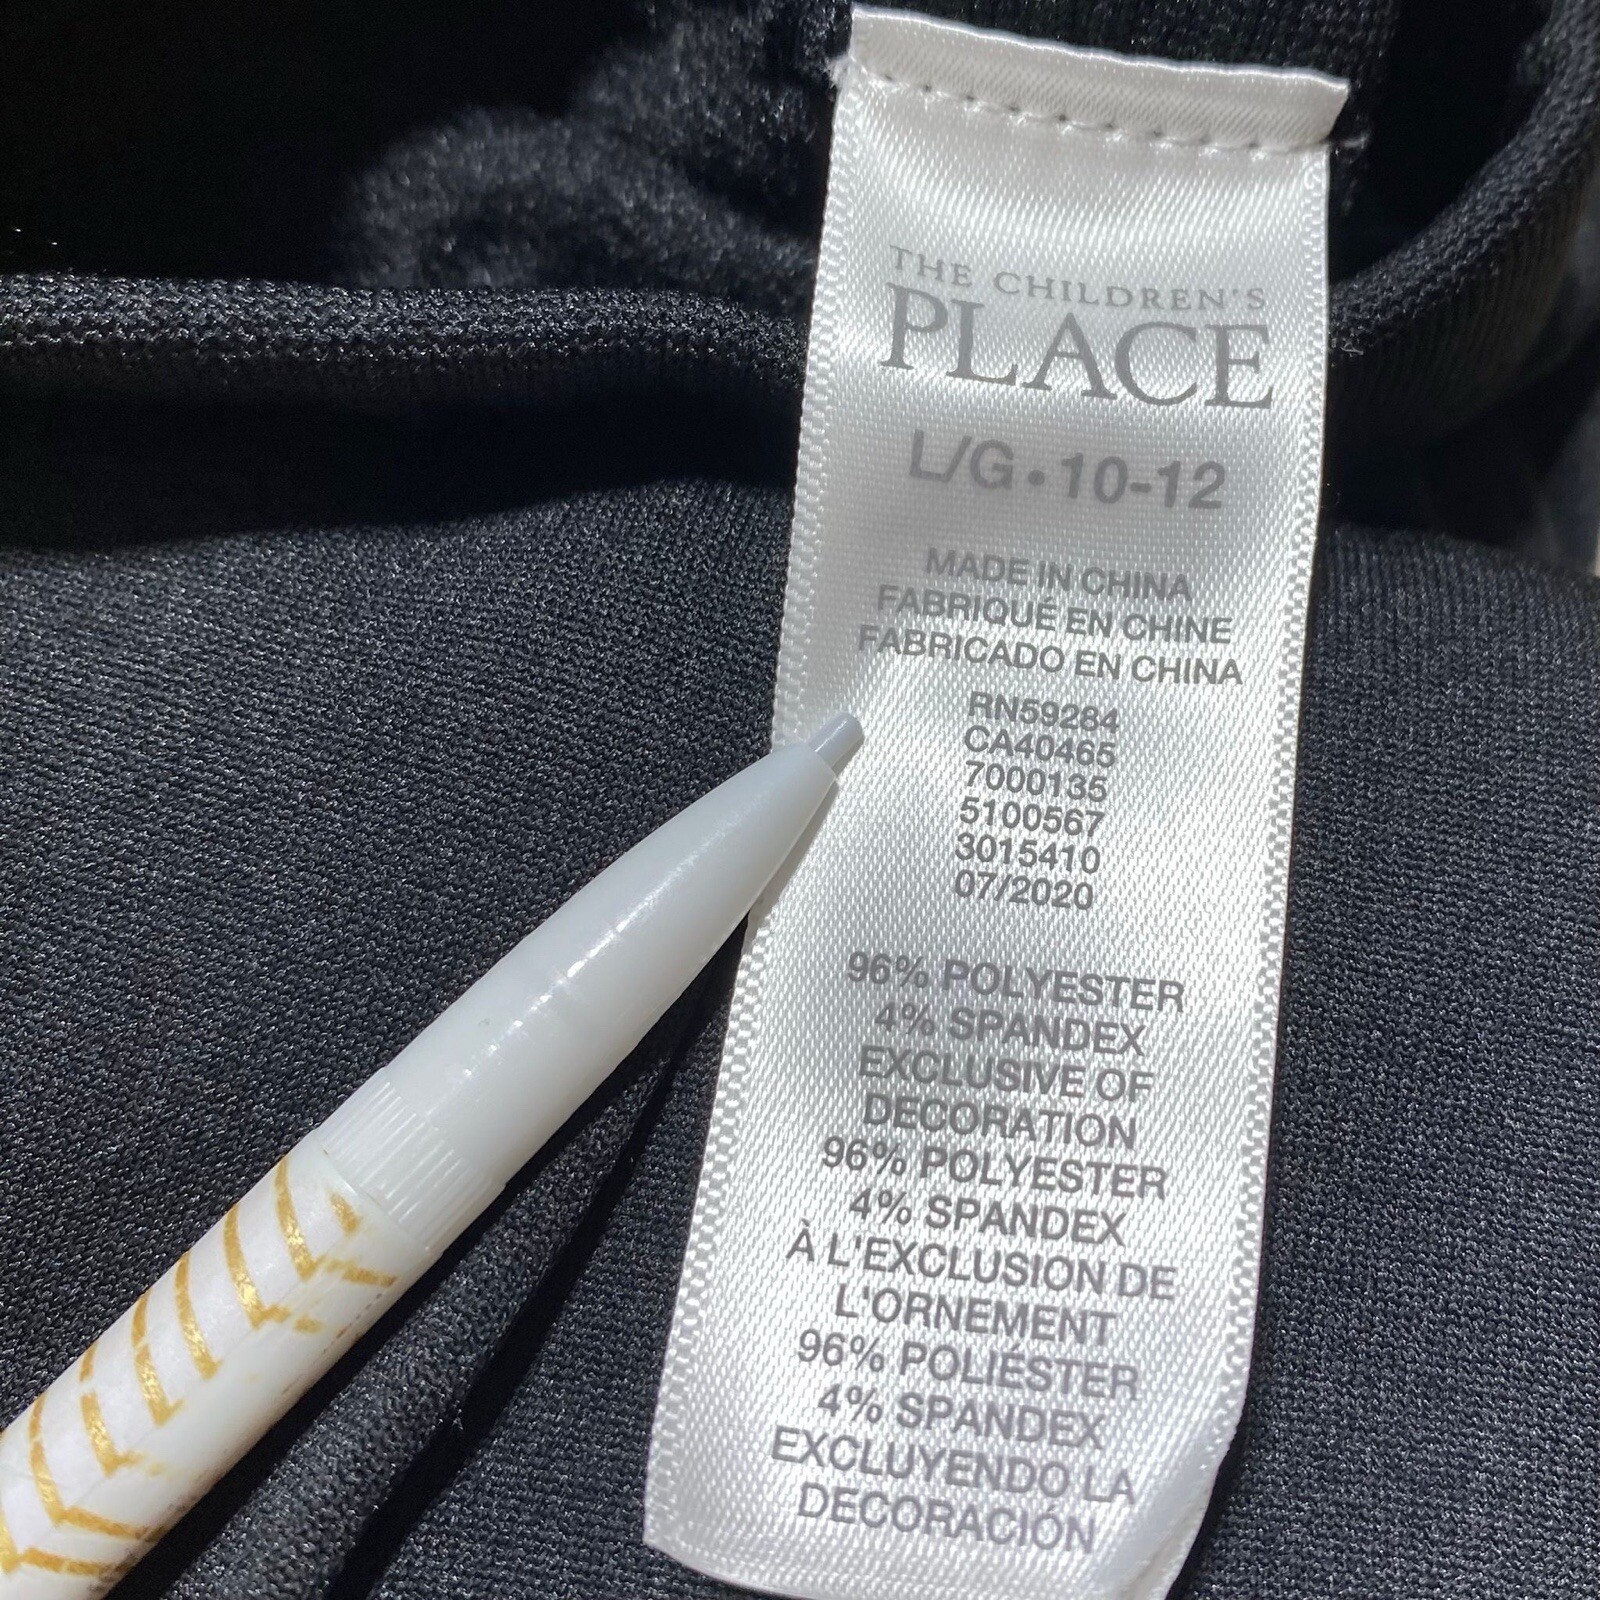 THE CHILDREN'S
PLACE
L/G • 10-12
MADE IN CHINA
FABRIQUÉ EN CHINE
FABRICADO EN CHINA
RN59284
CA40465
7000135
5100567
3015410
07/2020
96% POLYESTER
4% SPANDEX
EXCLUSIVE OF
DECORATION
96% POLYESTER
4% SPANDEX
À L'EXCLUSION DE
L'ORNEMENT
96% POLIÉSTER
4% SPANDEX
EXCLUYENDO LA
DECORACIÓN